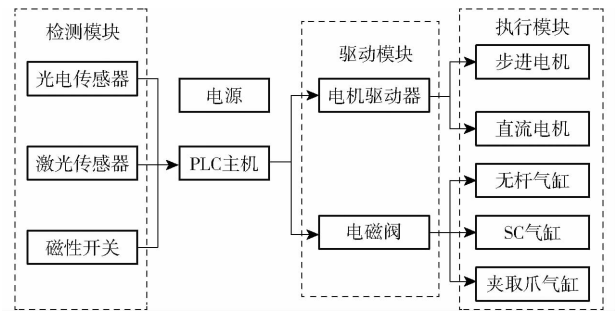 检测模块
光电传感器
激光传感器
磁性开关
电源
PLC主机
驱动模块
电机驱动器
电磁阀
执行模块
步进电机
直流电机
无杆气缸
SC气缸
夹取爪气缸